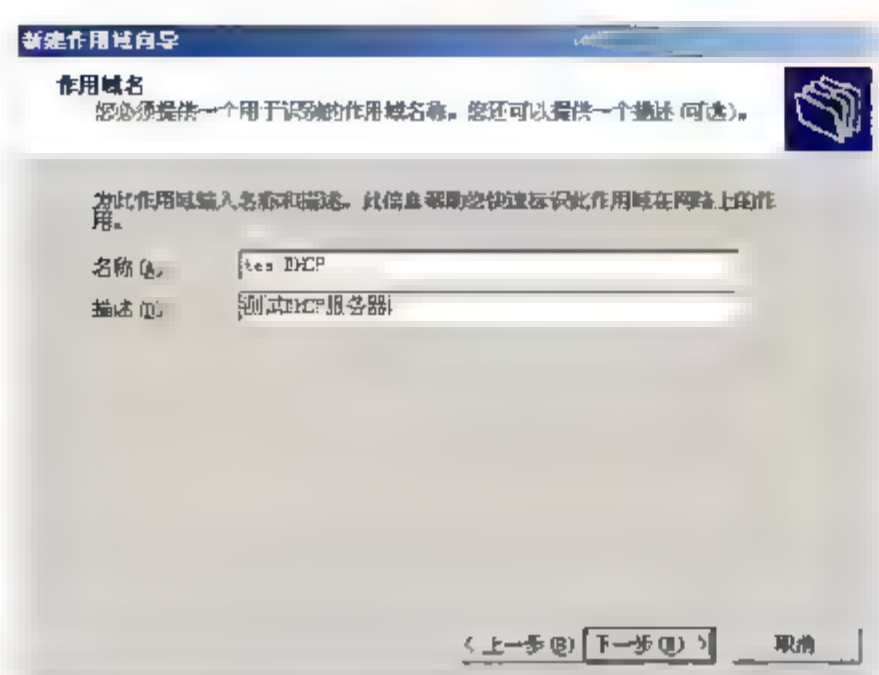 新建作用域向导
作用域名
您必须提供一个用于识别的作用域名称。您还可以提供一个描述(可选)。
为此作用域输入名称和描述。此信息帮助您快速标识此作用域在网络上的作
用。
名称(A)
tes DHCP
描述(D):
测试DHCP服务器
< 上一步(B)
下一步(N) >
取消